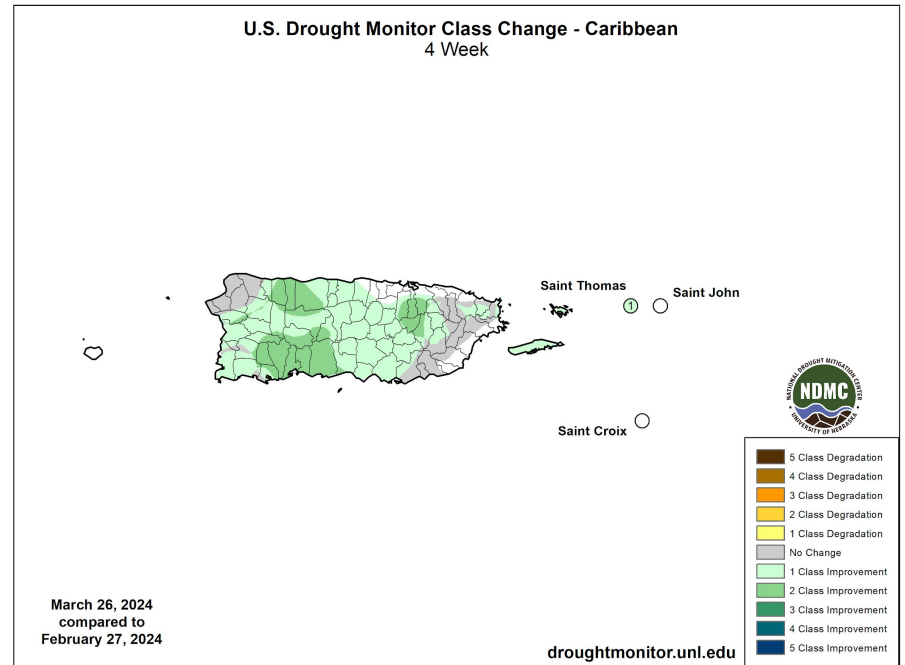 U.S. Drought Monitor Class Change - Caribbean
4 Week
Saint Thomas
1
Saint John
Saint Croix
NATIONAL DROUGHT MITIGATION CENTER
NDMC
UNIVERSITY OF NEBRASKA
5 Class Degradation
4 Class Degradation
3 Class Degradation
2 Class Degradation
1 Class Degradation
No Change
1 Class Improvement
2 Class Improvement
3 Class Improvement
4 Class Improvement
5 Class Improvement
March 26, 2024
compared to
February 27, 2024
droughtmonitor.unl.edu